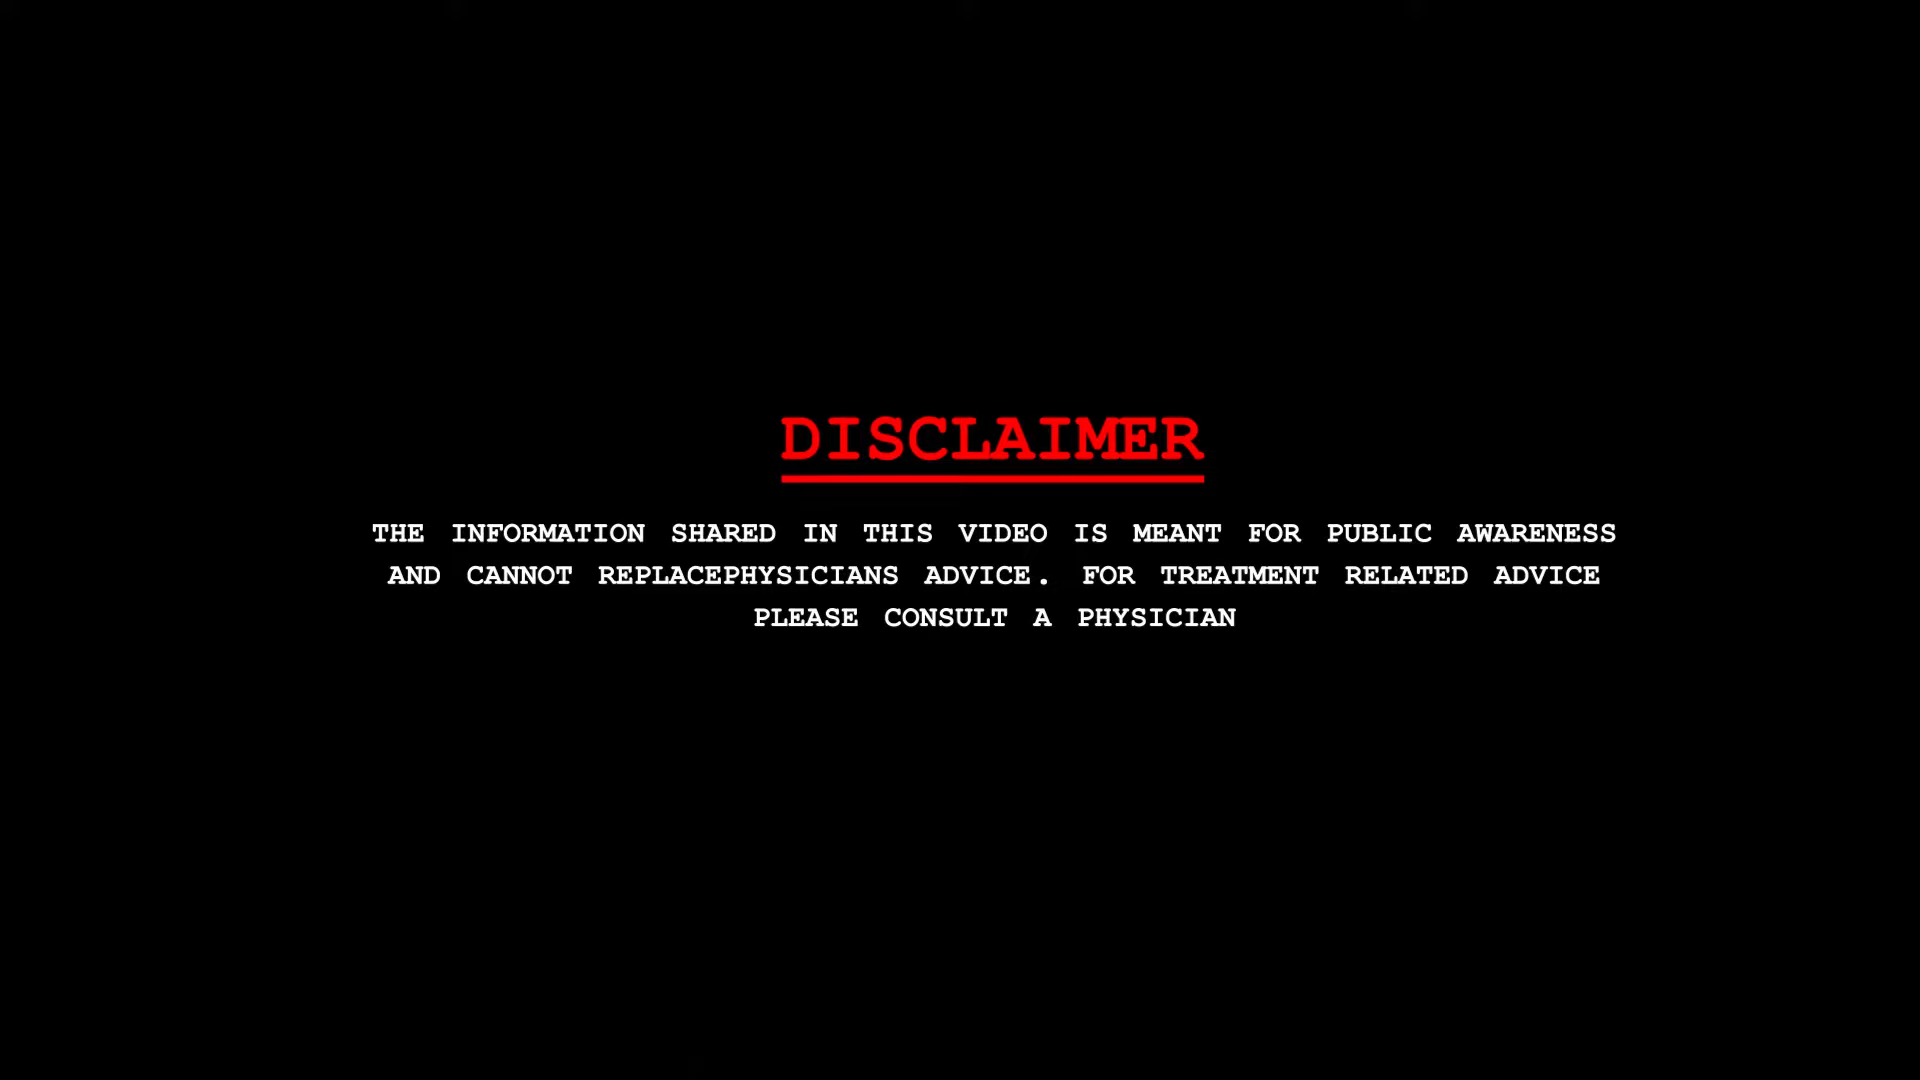 DISCLAIMER
THE INFORMATION SHARED IN THIS VIDEO IS MEANT FOR PUBLIC AWARENESS
AND CANNOT REPLACEPHYSICIANS ADVICE. FOR TREATMENT RELATED ADVICE
PLEASE CONSULT A PHYSICIAN